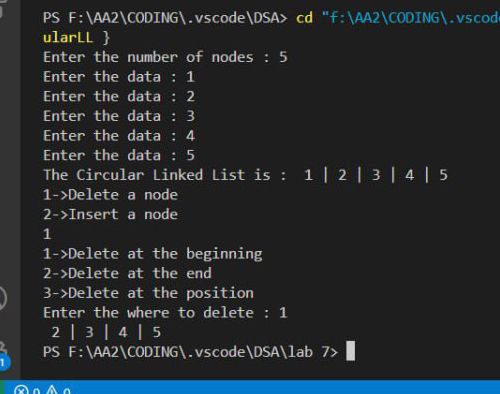 PS F:\AA2\CODING\.vscode\DSA> cd "f:\AA2\CODING\.vscod
ularLL }
Enter the number of nodes : 5
Enter the data : 1
Enter the data : 2
Enter the data : 3
Enter the data : 4
Enter the data : 5
The Circular Linked List is :  1 | 2 | 3 | 4 | 5
1->Delete a node
2->Insert a node
1
1->Delete at the beginning
2->Delete at the end
3->Delete at the position
Enter the where to delete : 1
 2 | 3 | 4 | 5
PS F:\AA2\CODING\.vscode\DSA\lab 7>
1
0 0